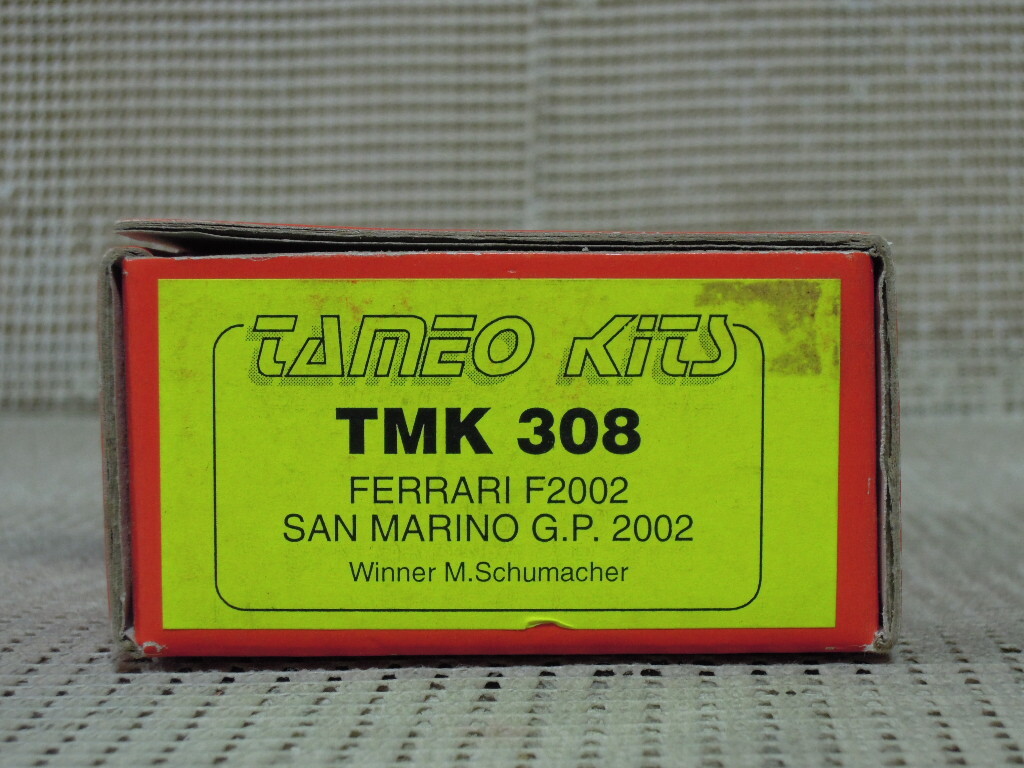 TAMEO KiTS
TMK 308
FERRARI F2002
SAN MARINO G.P. 2002
Winner M.Schumacher